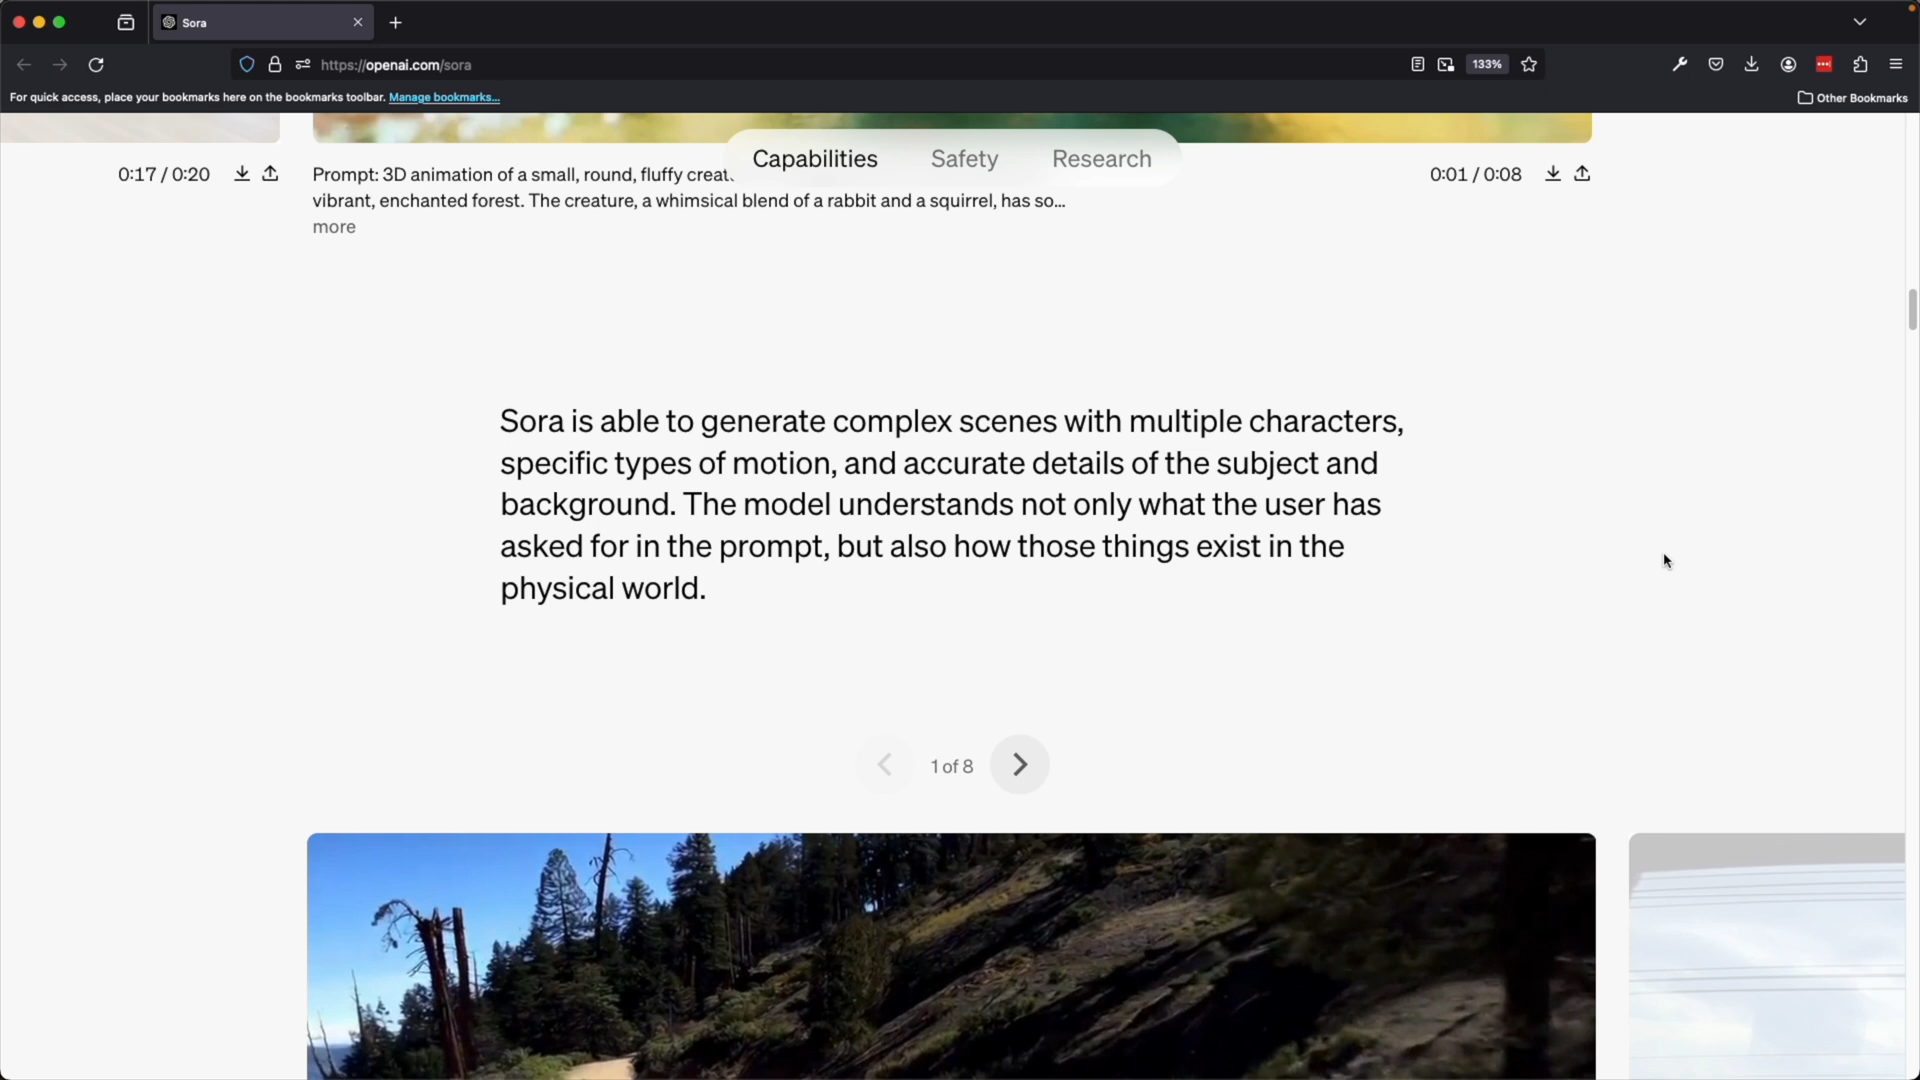 Sora
https://openai.com/sora
133%
For quick access, place your bookmarks here on the bookmarks toolbar. Manage bookmarks...
Other Bookmarks
Capabilities
Safety
Research
0:17 / 0:20
Prompt: 3D animation of a small, round, fluffy creat
vibrant, enchanted forest. The creature, a whimsical blend of a rabbit and a squirrel, has so...
more
0:01 / 0:08
Sora is able to generate complex scenes with multiple characters,
specific types of motion, and accurate details of the subject and
background. The model understands not only what the user has
asked for in the prompt, but also how those things exist in the
physical world.
1 of 8